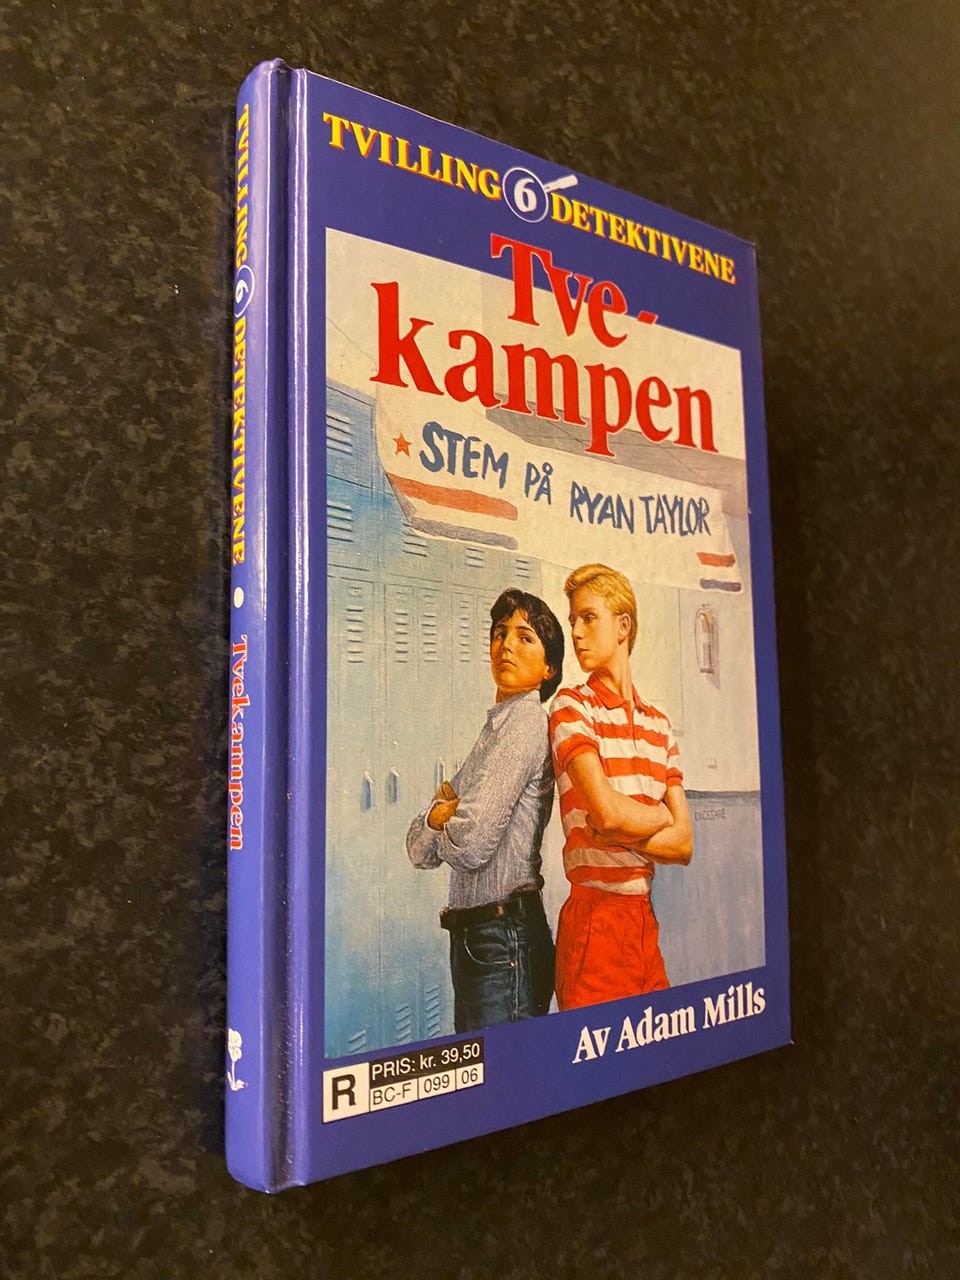 TVILLING 6 DETEKTIVENE
Tve-
kampen
STEM PÅ RYAN TAYLOR
DICESARE
Av Adam Mills
R
PRIS: kr. 39,50
BC-F 099 06
TVILLING 6 DETEKTIVENE • Tvekampen